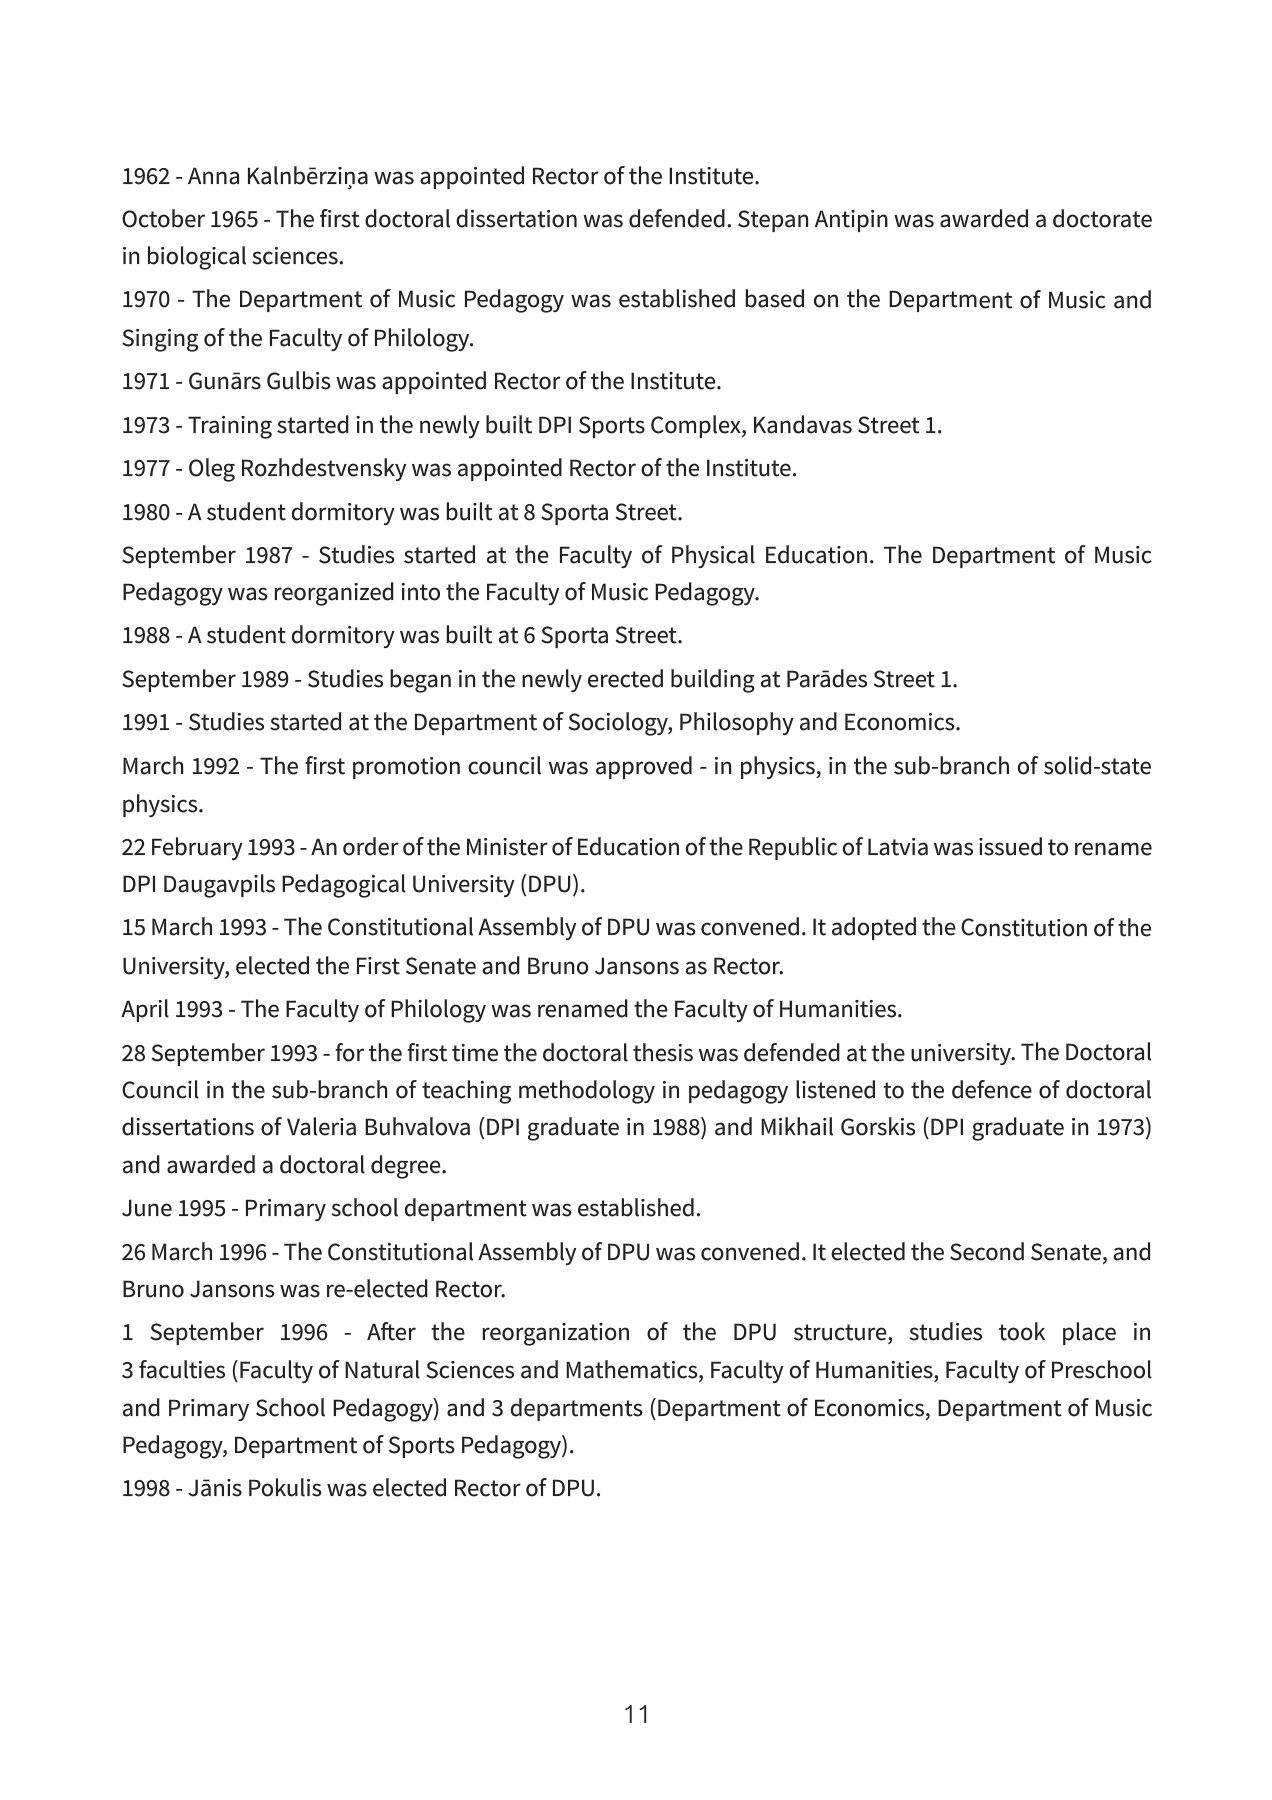 1962 - Anna Kalnbērziņa was appointed Rector of the Institute.
October 1965 - The first doctoral dissertation was defended. Stepan Antipin was awarded a doctorate
in biological sciences.
1970 - The Department of Music Pedagogy was established based on the Department of Music and
Singing of the Faculty of Philology.
1971 - Gunārs Gulbis was appointed Rector of the Institute.
1973 - Training started in the newly built DPI Sports Complex, Kandavas Street 1.
1977 - Oleg Rozhdestvensky was appointed Rector of the Institute.
1980 - A student dormitory was built at 8 Sporta Street.
September 1987 - Studies started at the Faculty of Physical Education. The Department of Music
Pedagogy was reorganized into the Faculty of Music Pedagogy.
1988 - A student dormitory was built at 6 Sporta Street.
September 1989 - Studies began in the newly erected building at Parādes Street 1.
1991 - Studies started at the Department of Sociology, Philosophy and Economics.
March 1992 - The first promotion council was approved - in physics, in the sub-branch of solid-state
physics.
22 February 1993 - An order of the Minister of Education of the Republic of Latvia was issued to rename
DPI Daugavpils Pedagogical University (DPU).
15 March 1993 - The Constitutional Assembly of DPU was convened. It adopted the Constitution of the
University, elected the First Senate and Bruno Jansons as Rector.
April 1993 - The Faculty of Philology was renamed the Faculty of Humanities.
28 September 1993 - for the first time the doctoral thesis was defended at the university. The Doctoral
Council in the sub-branch of teaching methodology in pedagogy listened to the defence of doctoral
dissertations of Valeria Buhvalova (DPI graduate in 1988) and Mikhail Gorskis (DPI graduate in 1973)
and awarded a doctoral degree.
June 1995 - Primary school department was established.
26 March 1996 - The Constitutional Assembly of DPU was convened. It elected the Second Senate, and
Bruno Jansons was re-elected Rector.
1 September 1996 - After the reorganization of the DPU structure, studies took place in
3 faculties (Faculty of Natural Sciences and Mathematics, Faculty of Humanities, Faculty of Preschool
and Primary School Pedagogy) and 3 departments (Department of Economics, Department of Music
Pedagogy, Department of Sports Pedagogy).
1998 - Jānis Pokulis was elected Rector of DPU.
11